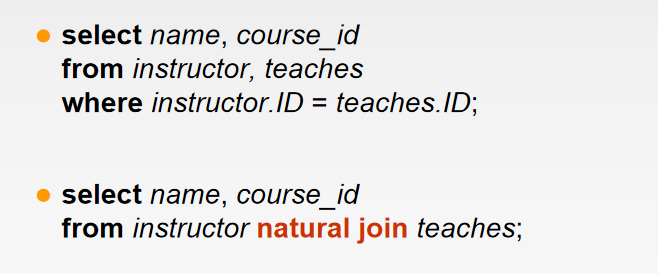 select name, course_id
from instructor, teaches
where instructor.ID = teaches.ID;
select name, course_id
from instructor natural join teaches;